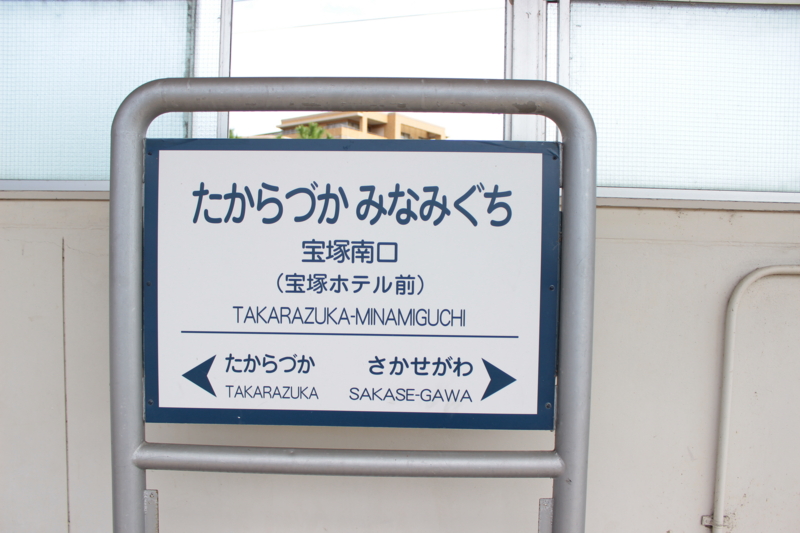 たからづか みなみぐち
宝塚南口
（宝塚ホテル前）
TAKARAZUKA-MINAMIGUCHI
たからづか さかせがわ
TAKARAZUKA SAKASE-GAWA